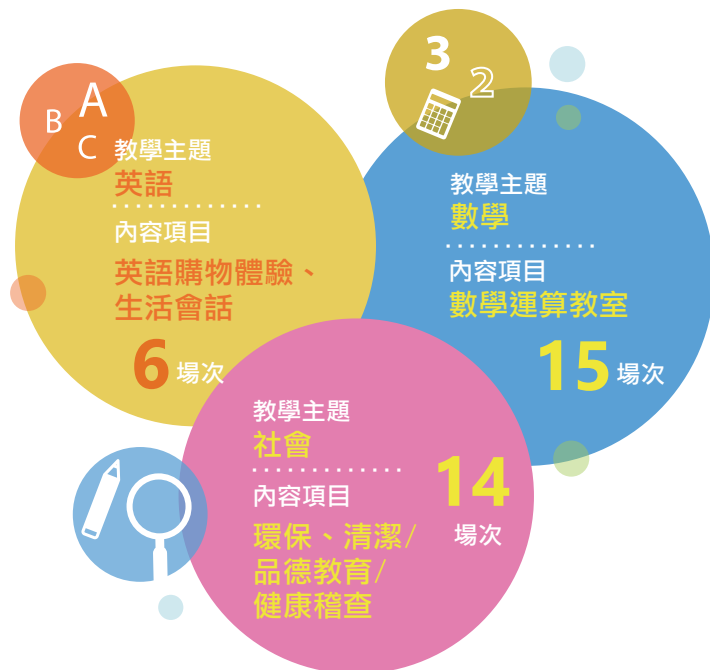 A
B
C
教學主題
英語
內容項目
英語購物體驗、
生活會話
6 場次
3
2
教學主題
數學
內容項目
數學運算教室
15 場次
教學主題
社會
內容項目
環保、清潔/
品德教育/
健康稽查
14
場次